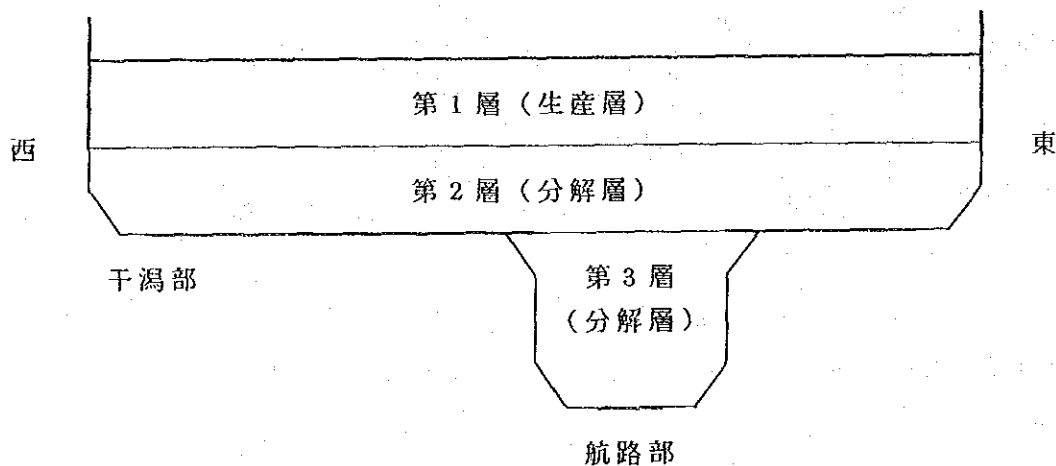 第1層(生産層)
西
東
第2層(分解層)
干潟部
第3層
(分解層)
航路部